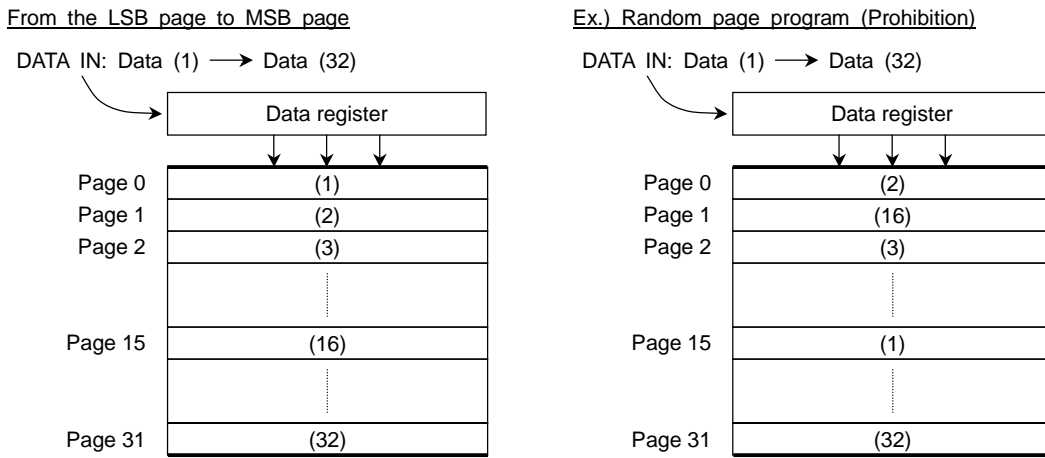 From the LSB page to MSB page
DATA IN: Data (1) → Data (32)
Data register
Page 0 (1)
Page 1 (2)
Page 2 (3)
Page 15 (16)
Page 31 (32)
Ex.) Random page program (Prohibition)
DATA IN: Data (1) → Data (32)
Data register
Page 0 (2)
Page 1 (16)
Page 2 (3)
Page 15 (1)
Page 31 (32)